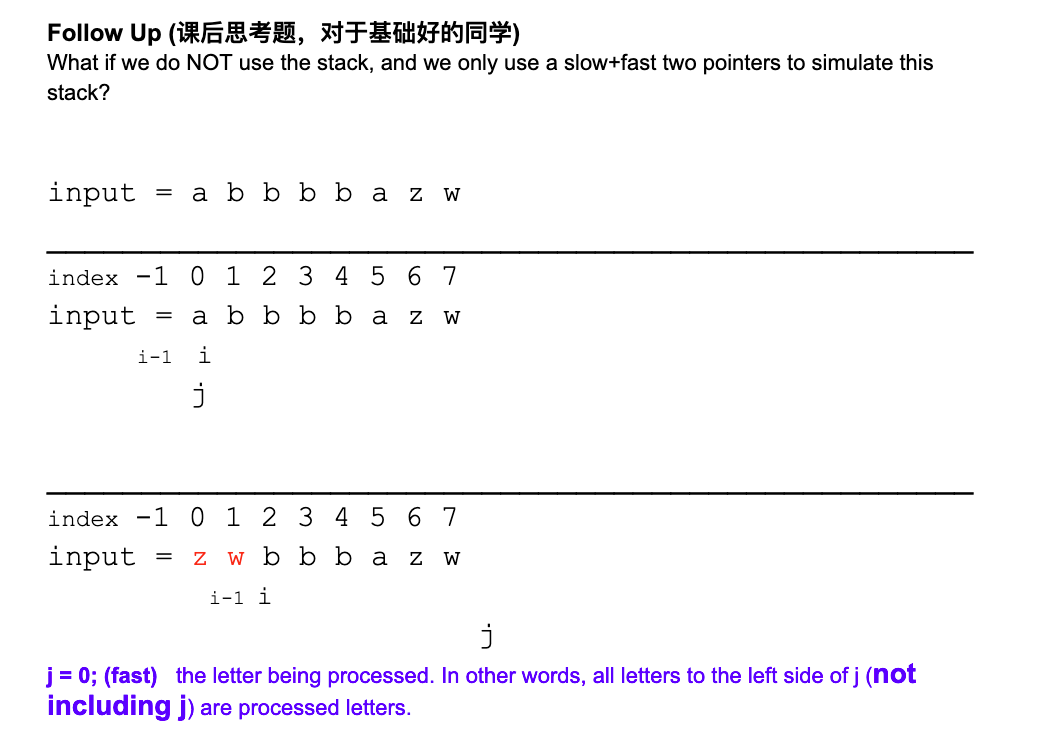 Follow Up (课后思考题，对于基础好的同学)
What if we do NOT use the stack, and we only use a slow+fast two pointers to simulate this
stack?
input = a b b b b a z w
index -1 0 1 2 3 4 5 6 7
input = a b b b b a z w
i-1 i
j
index -1 0 1 2 3 4 5 6 7
input = z w b b b a z w
i-1 i
j
j = 0; (fast) the letter being processed. In other words, all letters to the left side of j (not
including j) are processed letters.